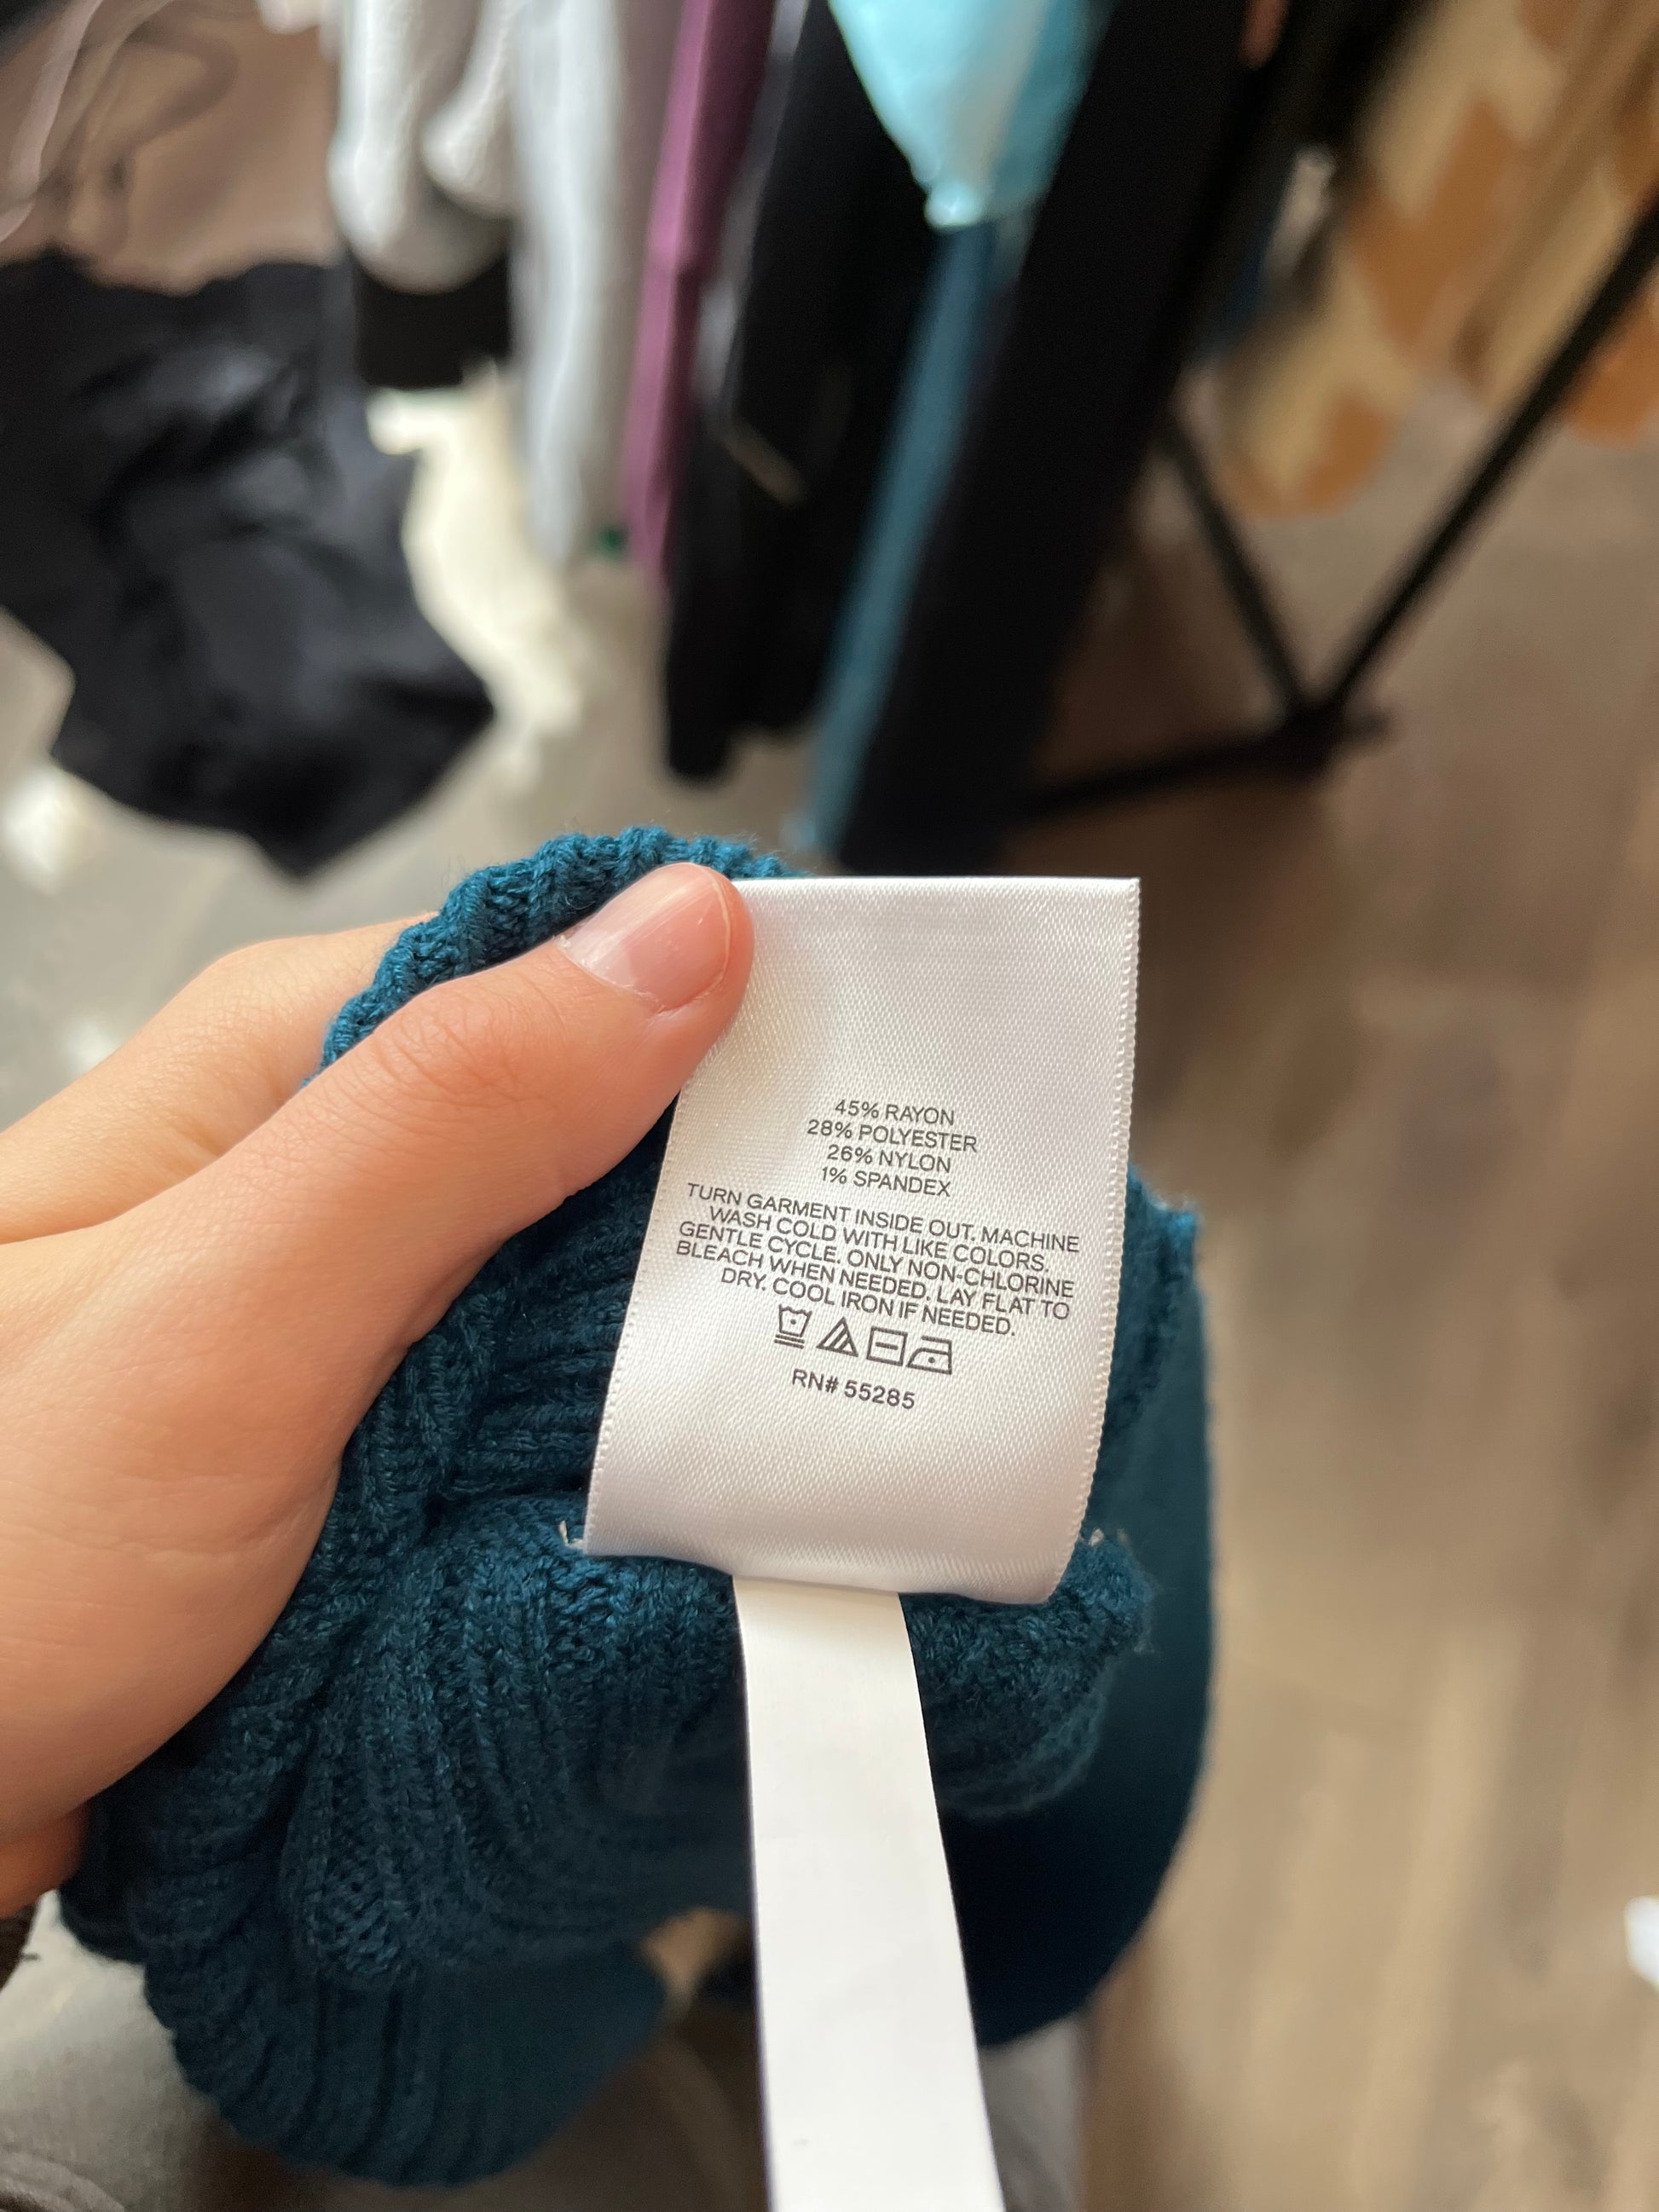 45% RAYON
28% POLYESTER
26% NYLON
1% SPANDEX
TURN GARMENT INSIDE OUT. MACHINE
WASH COLD WITH LIKE COLORS.
GENTLE CYCLE. ONLY NON-CHLORINE
BLEACH WHEN NEEDED. LAY FLAT TO
DRY. COOL IRON IF NEEDED.
RN# 55285